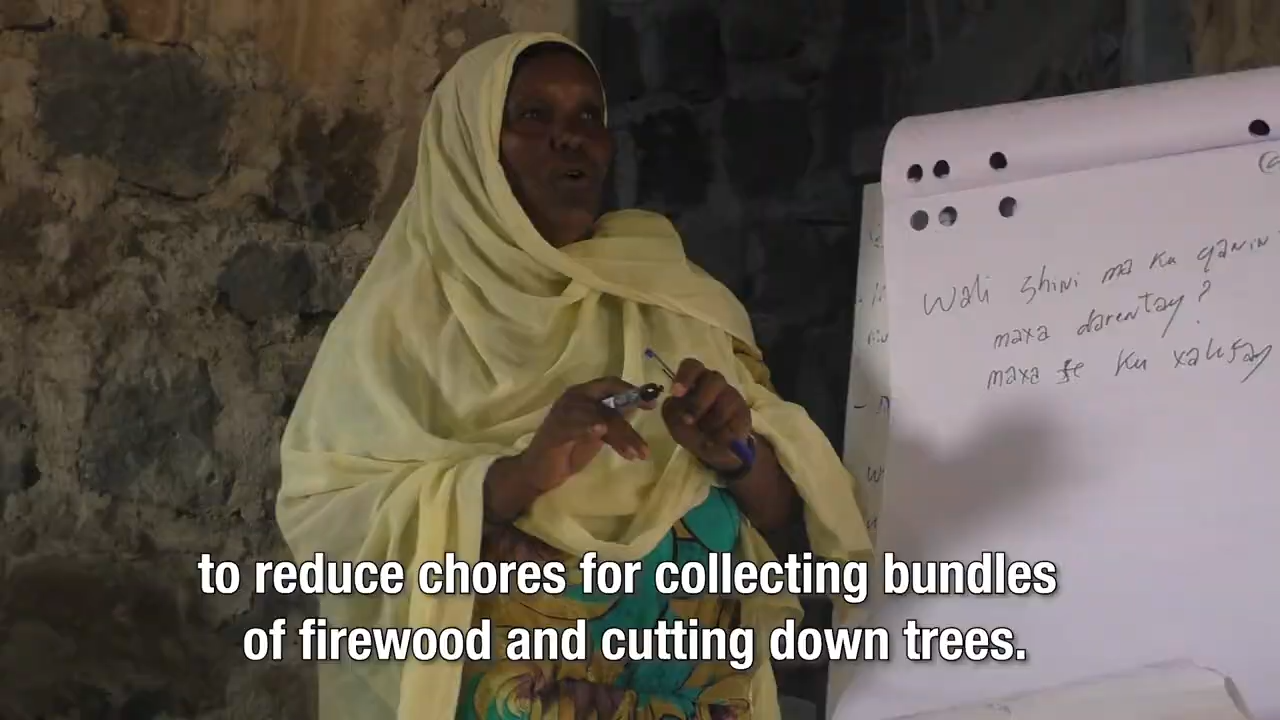 Wali shini ma ku qanin
maxa darentay?
maxa ku xalisay
to reduce chores for collecting bundles
of firewood and cutting down trees.